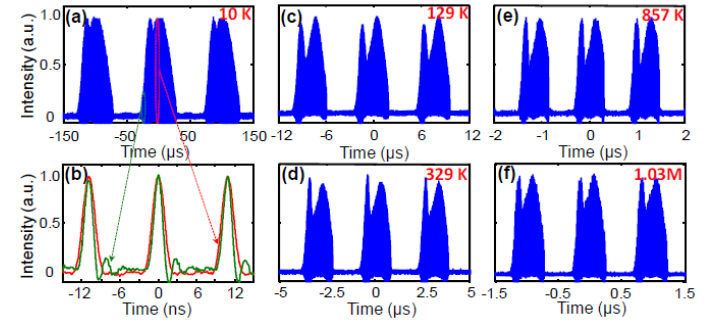 (a) 10 K
(c) 129 K
(e) 857 K
Intensity (a.u.)
1.0
0.5
0
-150 -50 50 150
Time (µs)
-12 -6 0 6 12
Time (µs)
-2 -1 0 1 2
Time (µs)
(b)
(d) 329 K
(f) 1.03M
Intensity (a.u.)
1.0
0.5
0
-12 -6 0 6 12
Time (ns)
-5 -2.5 0 2.5 5
Time (µs)
-1.5 -0.5 0.5 1.5
Time (µs)